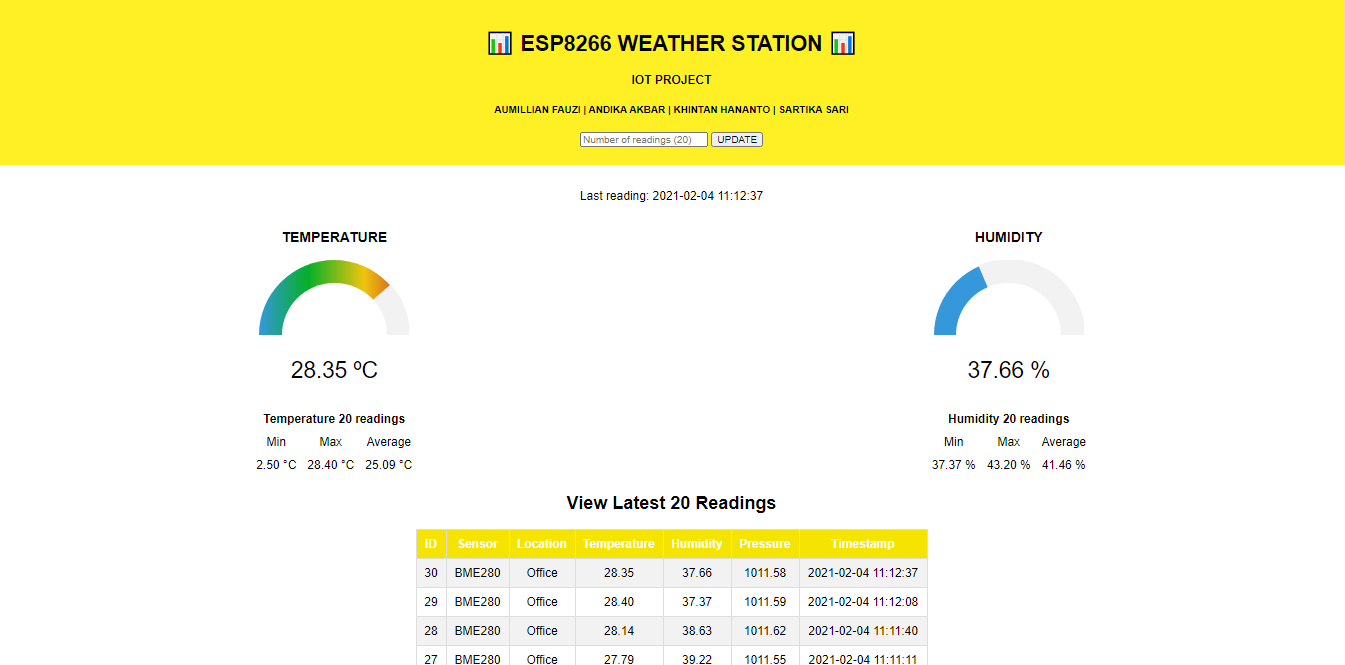 📊 ESP8266 WEATHER STATION 📊
IOT PROJECT
AUMILLIAN FAUZI | ANDIKA AKBAR | KHINTAN HANANTO | SARTIKA SARI
Number of readings (20) UPDATE
Last reading: 2021-02-04 11:12:37
TEMPERATURE
28.35 ºC
Temperature 20 readings
Min Max Average
2.50 °C 28.40 °C 25.09 °C
HUMIDITY
37.66 %
Humidity 20 readings
Min Max Average
37.37 % 43.20 % 41.46 %
View Latest 20 Readings
ID Sensor Location Temperature Humidity Pressure Timestamp
30 BME280 Office 28.35 37.66 1011.58 2021-02-04 11:12:37
29 BME280 Office 28.40 37.37 1011.59 2021-02-04 11:12:08
28 BME280 Office 28.14 38.63 1011.62 2021-02-04 11:11:40
27 BME280 Office 27.79 39.22 1011.55 2021-02-04 11:11:11